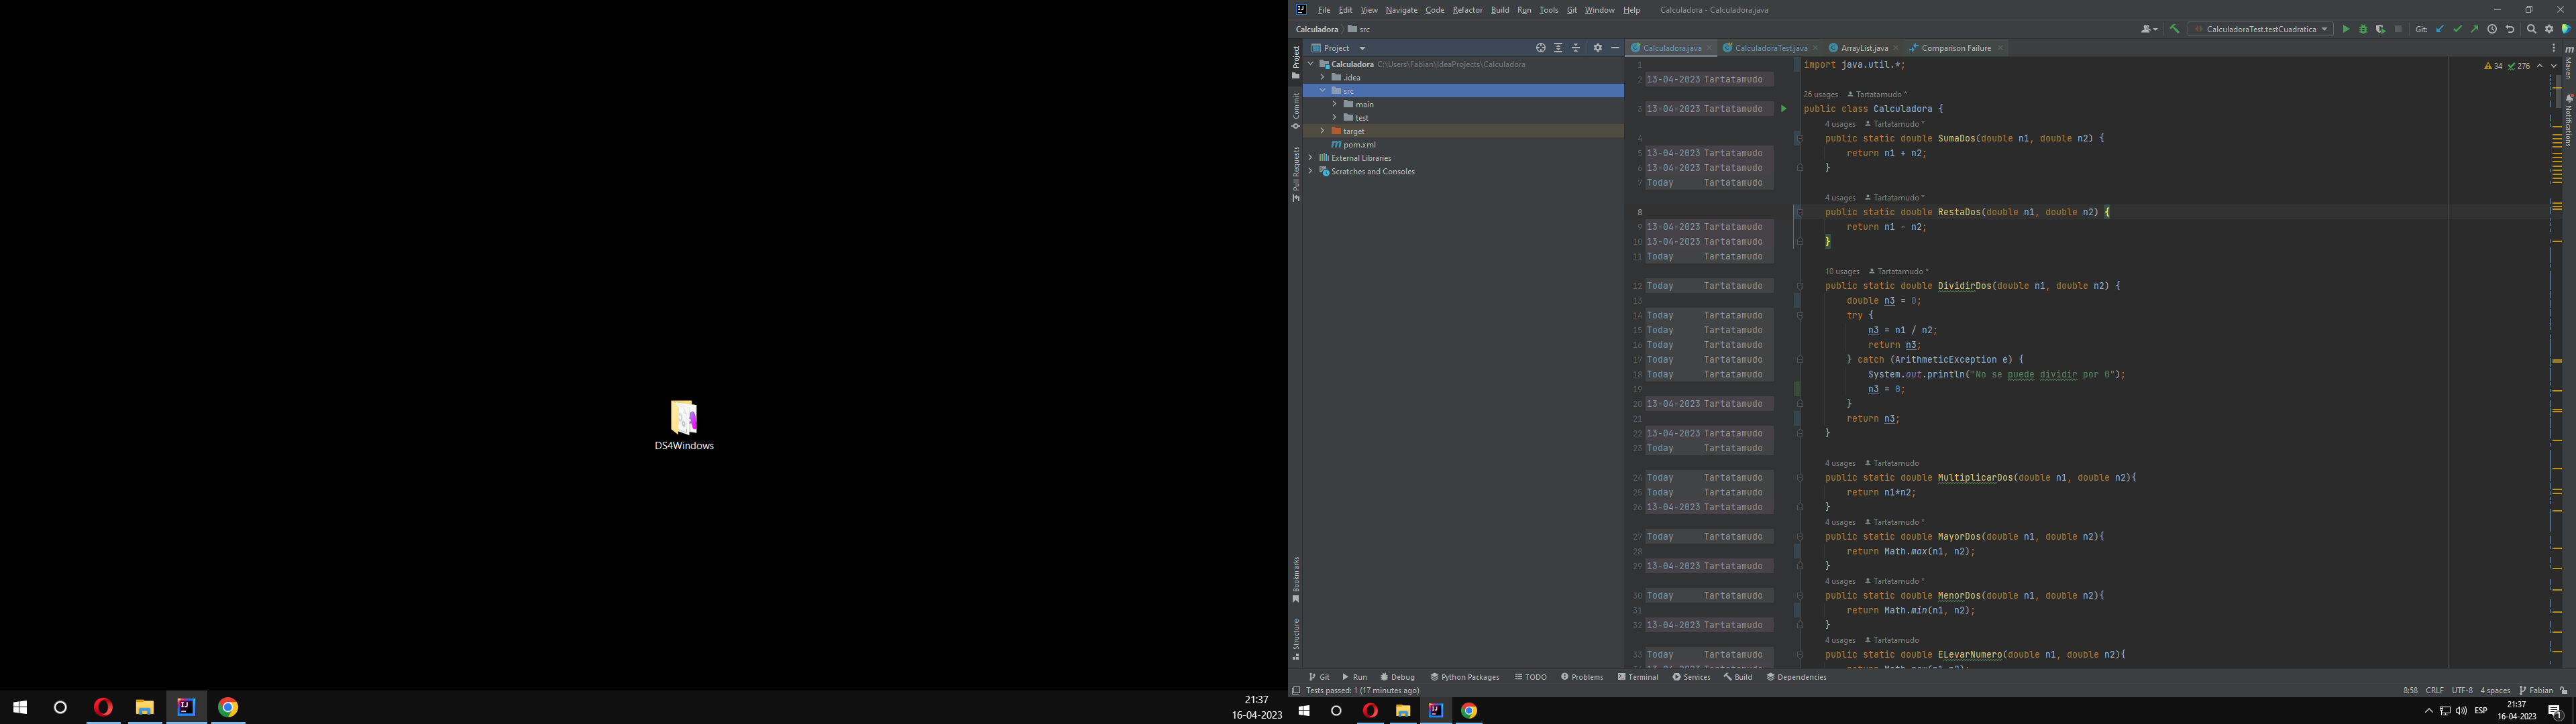 DS4Windows
21:37
16-04-2023
File Edit View Navigate Code Refactor Build Run Tools Git Window Help Calculadora - Calculadora.java
Calculadora src
CalculadoraTest.testCuadratica Git:
Project
Calculadora.java CalculadoraTest.java ArrayList.java Comparison Failure
Calculadora C:\Users\Fabian\IdeaProjects\Calculadora
.idea
src
main
test
target
pom.xml
External Libraries
Scratches and Consoles
Project
Commit
Pull Requests
Bookmarks
Structure
34 276
Maven
Notifications
1 import java.util.*;
2 13-04-2023 Tartatamudo
26 usages Tartatamudo *
3 13-04-2023 Tartatamudo public class Calculadora {
4 usages Tartatamudo *
4 public static double SumaDos(double n1, double n2) {
5 13-04-2023 Tartatamudo return n1 + n2;
6 13-04-2023 Tartatamudo }
7 Today Tartatamudo
4 usages Tartatamudo *
8 public static double RestaDos(double n1, double n2) {
9 13-04-2023 Tartatamudo return n1 - n2;
10 13-04-2023 Tartatamudo }
11 Today Tartatamudo
10 usages Tartatamudo *
12 Today Tartatamudo public static double DividirDos(double n1, double n2) {
13 double n3 = 0;
14 Today Tartatamudo try {
15 Today Tartatamudo n3 = n1 / n2;
16 Today Tartatamudo return n3;
17 Today Tartatamudo } catch (ArithmeticException e) {
18 Today Tartatamudo System.out.println("No se puede dividir por 0");
19 n3 = 0;
20 13-04-2023 Tartatamudo }
21 return n3;
22 13-04-2023 Tartatamudo }
23 Today Tartatamudo
4 usages Tartatamudo
24 Today Tartatamudo public static double MultiplicarDos(double n1, double n2){
25 Today Tartatamudo return n1*n2;
26 13-04-2023 Tartatamudo }
4 usages Tartatamudo *
27 Today Tartatamudo public static double MayorDos(double n1, double n2){
28 return Math.max(n1, n2);
29 13-04-2023 Tartatamudo }
4 usages Tartatamudo *
30 Today Tartatamudo public static double MenorDos(double n1, double n2){
31 return Math.min(n1, n2);
32 13-04-2023 Tartatamudo }
4 usages Tartatamudo
33 Today Tartatamudo public static double ELevarNumero(double n1, double n2){
Git Run Debug Python Packages TODO Problems Terminal Services Build Dependencies
Tests passed: 1 (17 minutes ago)
8:58 CRLF UTF-8 4 spaces Fabian
ESP
21:37
16-04-2023